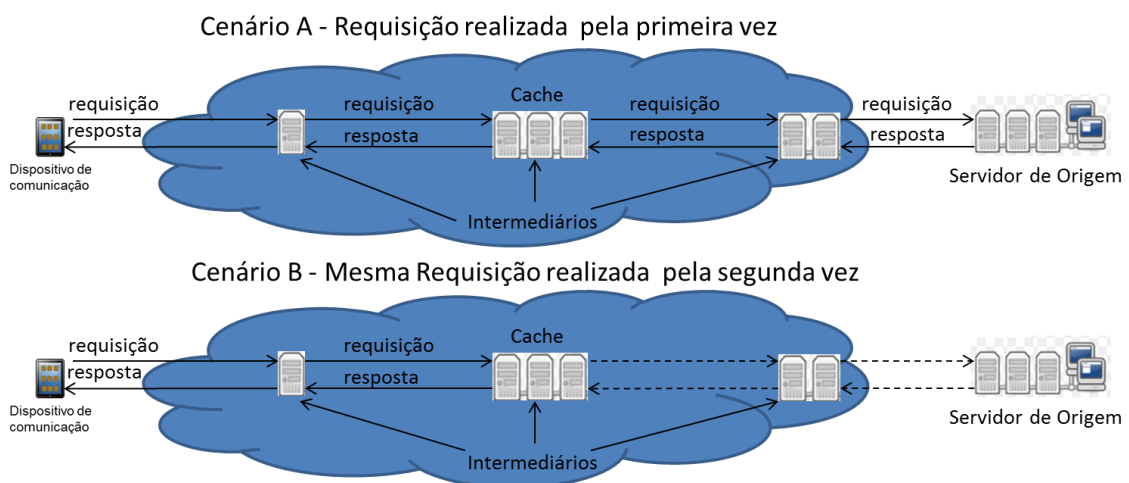 Cenário A - Requisição realizada pela primeira vez
requisição
resposta
requisição
resposta
Cache
requisição
resposta
requisição
resposta
Dispositivo de
comunicação
Intermediários
Servidor de Origem
Cenário B - Mesma Requisição realizada pela segunda vez
requisição
resposta
requisição
resposta
Cache
Dispositivo de
comunicação
Intermediários
Servidor de Origem